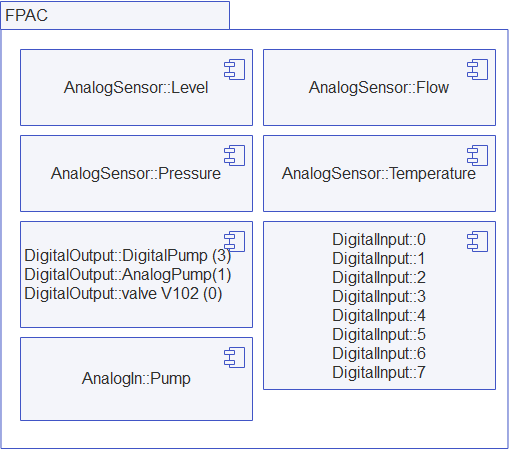 FPAC
AnalogSensor::Level
AnalogSensor::Flow
AnalogSensor::Pressure
AnalogSensor::Temperature
DigitalOutput::DigitalPump (3)
DigitalOutput::AnalogPump(1)
DigitalOutput::valve V102 (0)
DigitalInput::0
DigitalInput::1
DigitalInput::2
DigitalInput::3
DigitalInput::4
DigitalInput::5
DigitalInput::6
DigitalInput::7
AnalogIn::Pump